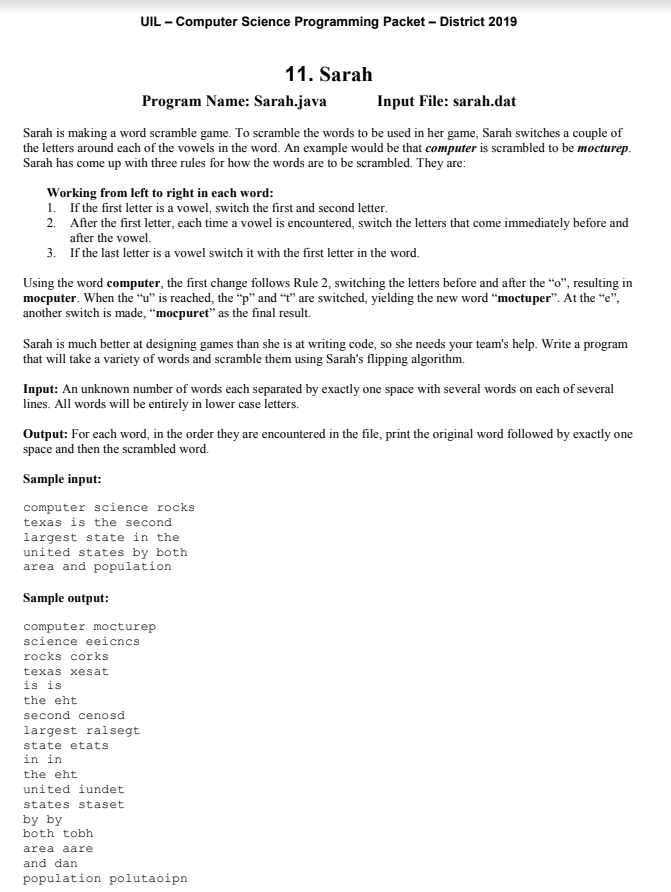 UIL – Computer Science Programming Packet – District 2019
11. Sarah
Program Name: Sarah.java Input File: sarah.dat
Sarah is making a word scramble game. To scramble the words to be used in her game, Sarah switches a couple of
the letters around each of the vowels in the word. An example would be that computer is scrambled to be mocturep.
Sarah has come up with three rules for how the words are to be scrambled. They are:
Working from left to right in each word:
1. If the first letter is a vowel, switch the first and second letter.
2. After the first letter, each time a vowel is encountered, switch the letters that come immediately before and
after the vowel.
3. If the last letter is a vowel switch it with the first letter in the word.
Using the word computer, the first change follows Rule 2, switching the letters before and after the “o”, resulting in
mocputer. When the “u” is reached, the “p” and “t” are switched, yielding the new word “moctuper”. At the “e”,
another switch is made, “mocpuret” as the final result.
Sarah is much better at designing games than she is at writing code, so she needs your team's help. Write a program
that will take a variety of words and scramble them using Sarah's flipping algorithm.
Input: An unknown number of words each separated by exactly one space with several words on each of several
lines. All words will be entirely in lower case letters.
Output: For each word, in the order they are encountered in the file, print the original word followed by exactly one
space and then the scrambled word.
Sample input:
computer science rocks
texas is the second
largest state in the
united states by both
area and population
Sample output:
computer mocturep
science eeicncs
rocks corks
texas xesat
is is
the eht
second cenosd
largest ralsegt
state etats
in in
the eht
united iundet
states staset
by by
both tobh
area aare
and dan
population polutaoipn